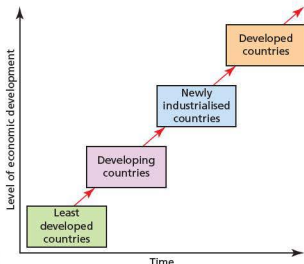 Level of economic development
Developed
countries
Newly
industrialised
countries
Developing
countries
Least
developed
countries
Time